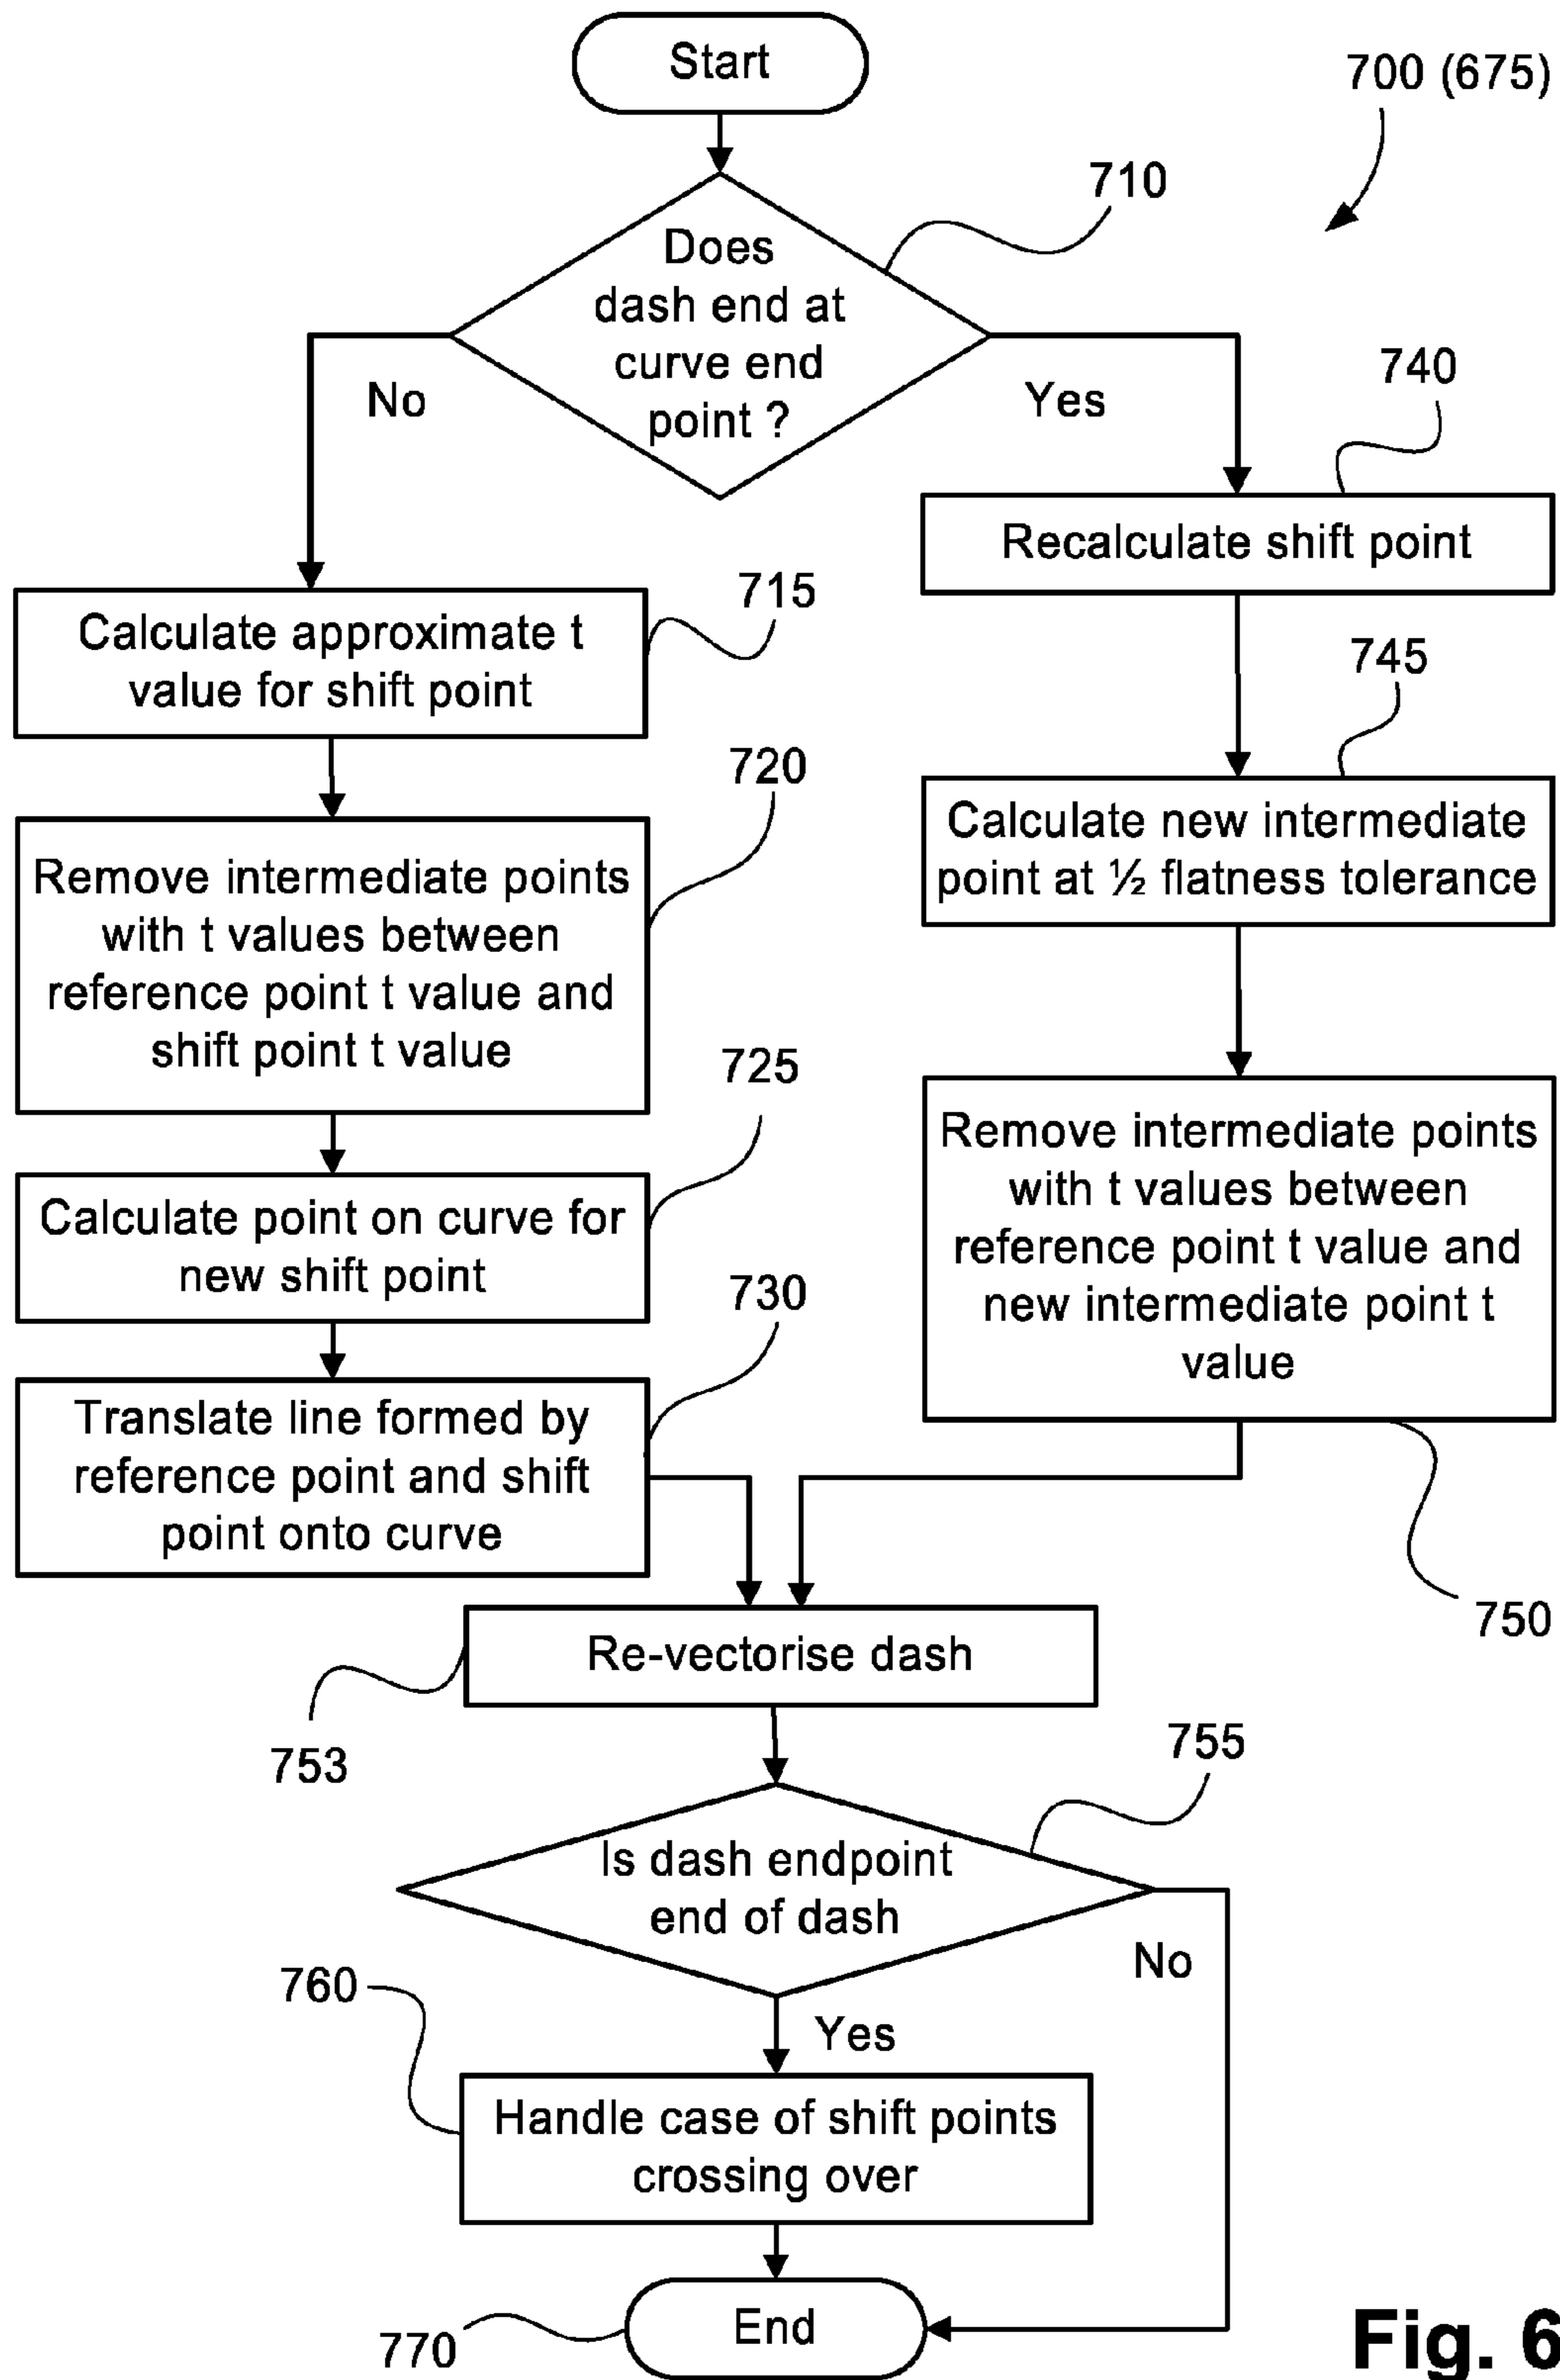 Start
700 (675)
710
Does
dash end at
curve end
point ?
No
Yes
740
Recalculate shift point
715
Calculate approximate t
value for shift point
745
720
Calculate new intermediate
point at ½ flatness tolerance
Remove intermediate points
with t values between
reference point t value and
shift point t value
725
Remove intermediate points
with t values between
reference point t value and
new intermediate point t
value
Calculate point on curve for
new shift point
730
Translate line formed by
reference point and shift
point onto curve
750
Re-vectorise dash
753
755
Is dash endpoint
end of dash
No
760
Yes
Handle case of shift points
crossing over
End
770
Fig. 6